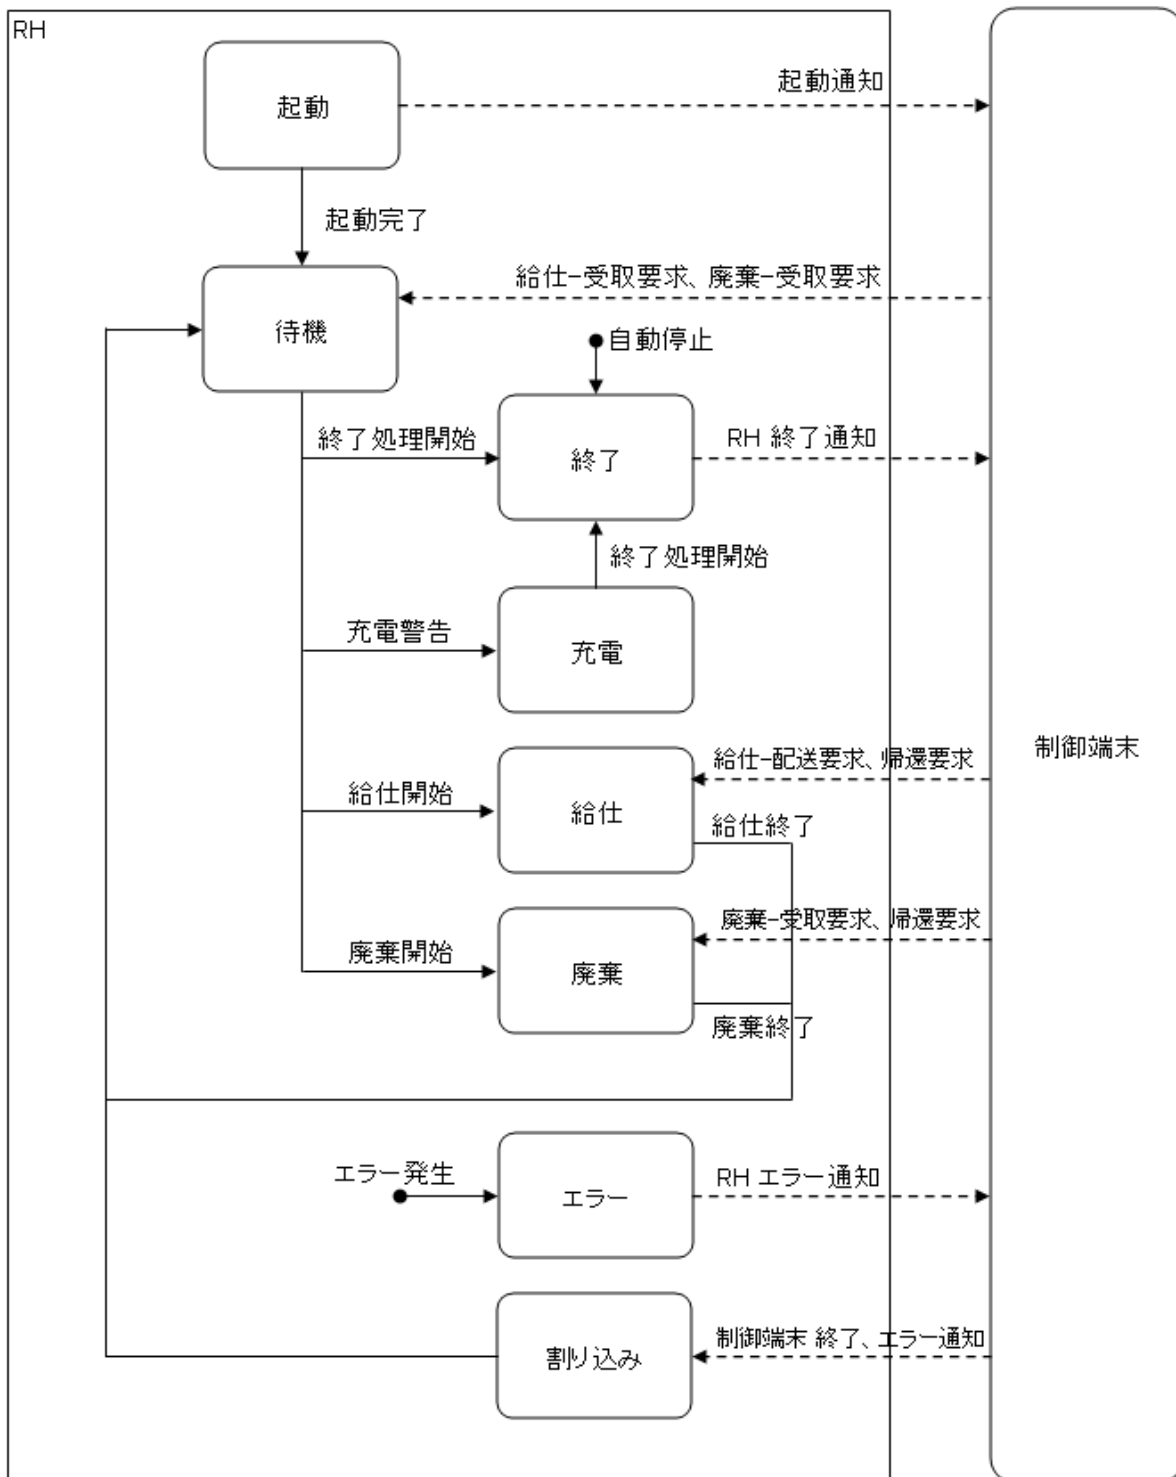 RH
起動
起動通知
起動完了
給仕-受取要求、廃棄-受取要求
待機
自動停止
終了処理開始
終了
RH 終了通知
終了処理開始
充電警告
充電
制御端末
給仕-配送要求、帰還要求
給仕開始
給仕
給仕終了
廃棄-受取要求、帰還要求
廃棄開始
廃棄
廃棄終了
エラー発生
エラー
RH エラー通知
制御端末 終了、エラー通知
割り込み